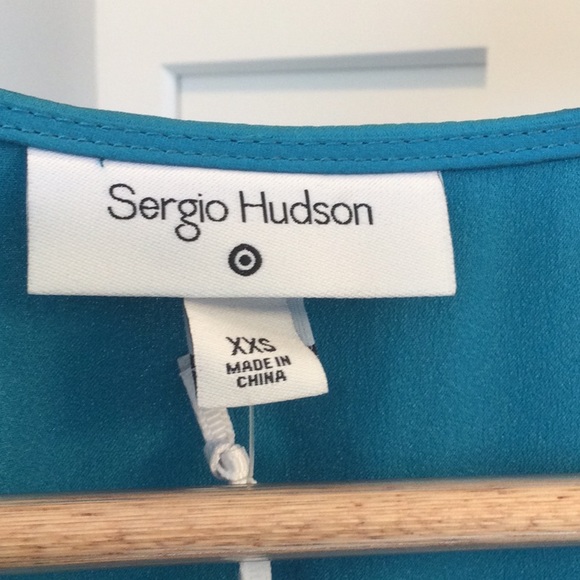 Sergio Hudson
XXS
MADE IN
CHINA